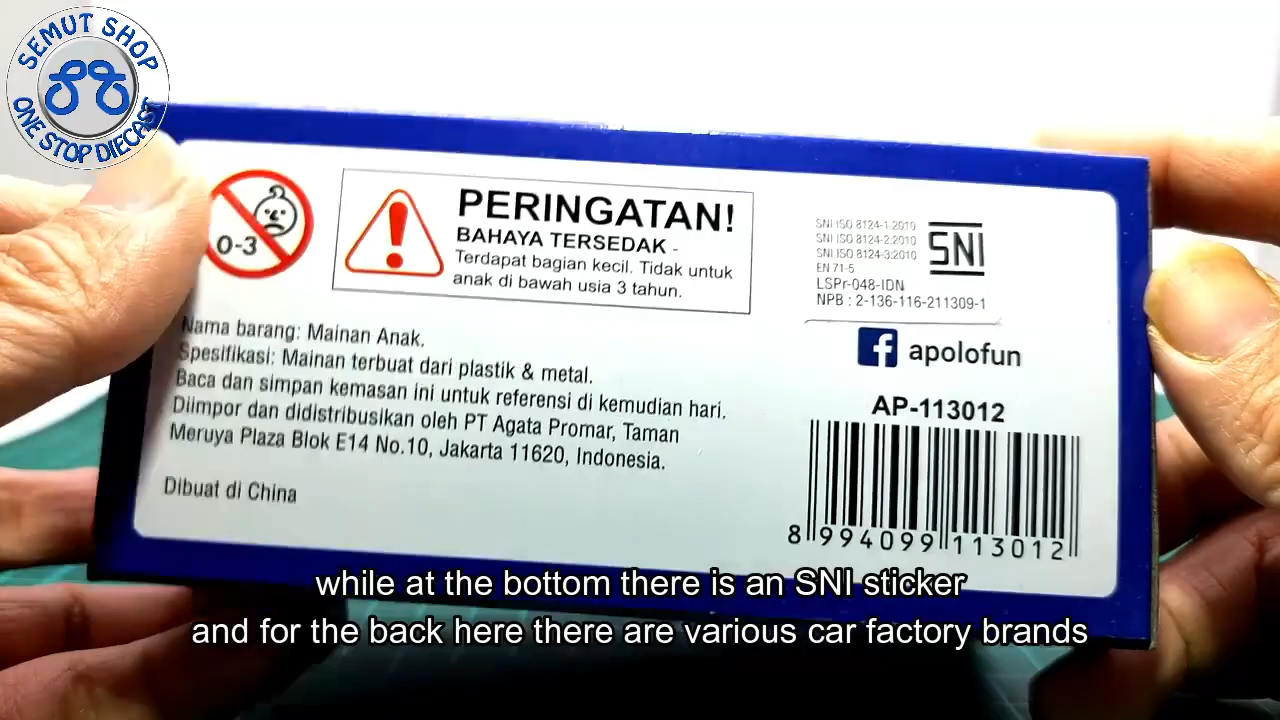 SEMUT SHOP
ONE STOP DIECAST
0-3
PERINGATAN!
BAHAYA TERSEDAK -
Terdapat bagian kecil. Tidak untuk
anak di bawah usia 3 tahun.
SNI ISO 8124-1:2010
SNI ISO 8124-2:2010
SNI ISO 8124-3:2010
EN 71-5
LSPr-048-IDN
NPB : 2-136-116-211309-1
SNI
f apolofun
Nama barang: Mainan Anak.
Spesifikasi: Mainan terbuat dari plastik & metal.
Baca dan simpan kemasan ini untuk referensi di kemudian hari.
Diimpor dan didistribusikan oleh PT Agata Promar, Taman
Meruya Plaza Blok E14 No.10, Jakarta 11620, Indonesia.
Dibuat di China
AP-113012
8 994099 113012
while at the bottom there is an SNI sticker
and for the back here there are various car factory brands